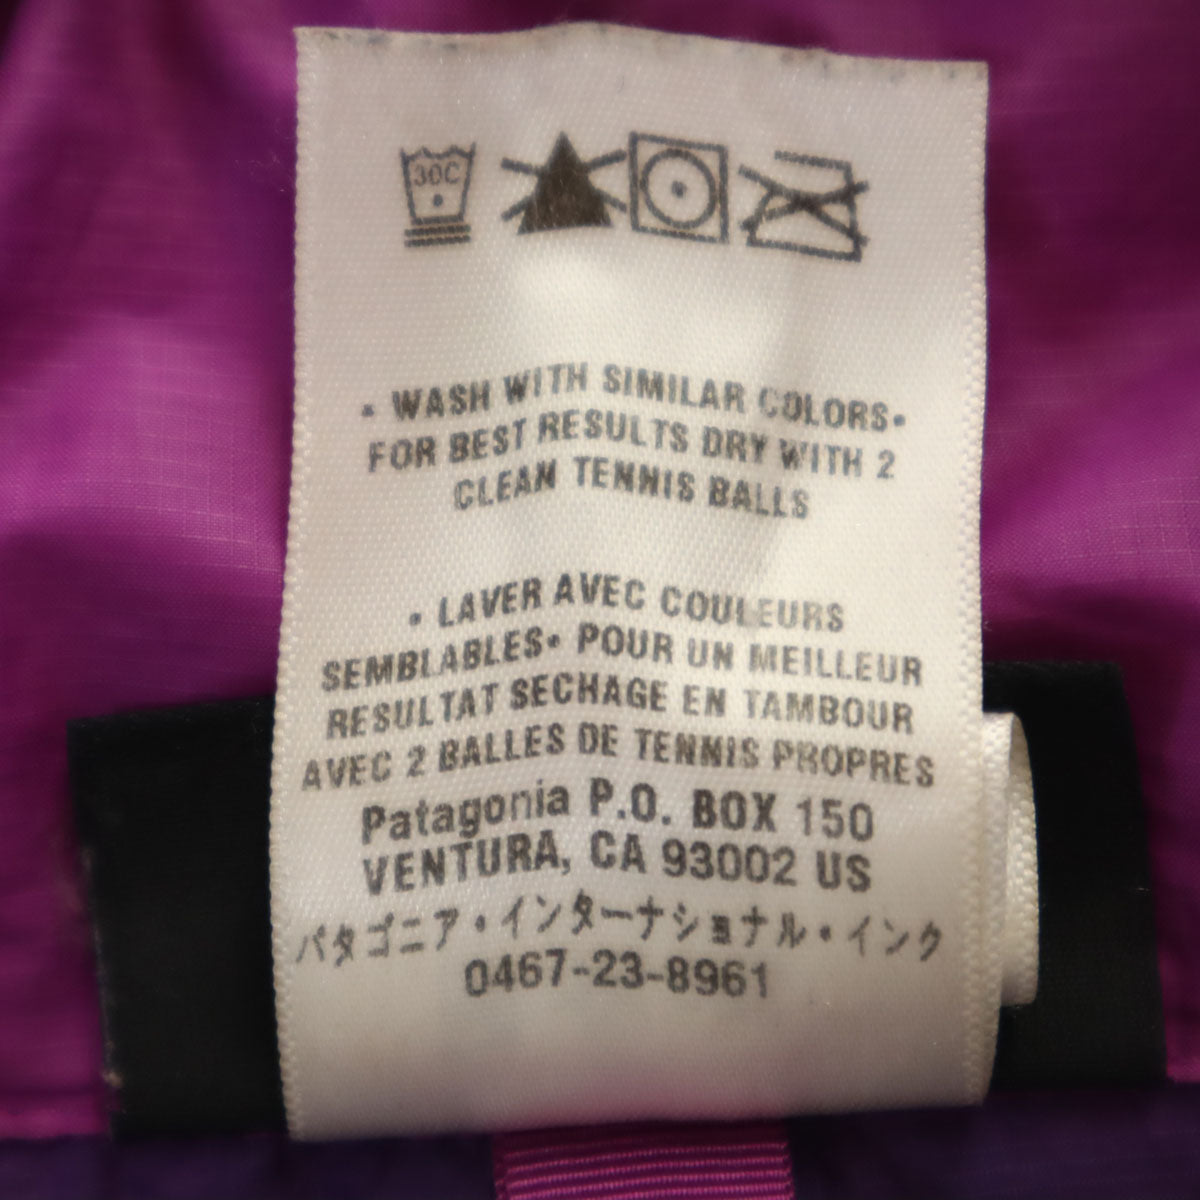 30C
• WASH WITH SIMILAR COLORS•
FOR BEST RESULTS DRY WITH 2
CLEAN TENNIS BALLS
• LAVER AVEC COULEURS
SEMBLABLES• POUR UN MEILLEUR
RESULTAT SECHAGE EN TAMBOUR
AVEC 2 BALLES DE TENNIS PROPRES
Patagonia P.O. BOX 150
VENTURA, CA 93002 US
パタゴニア・インターナショナル・インク
0467-23-8961